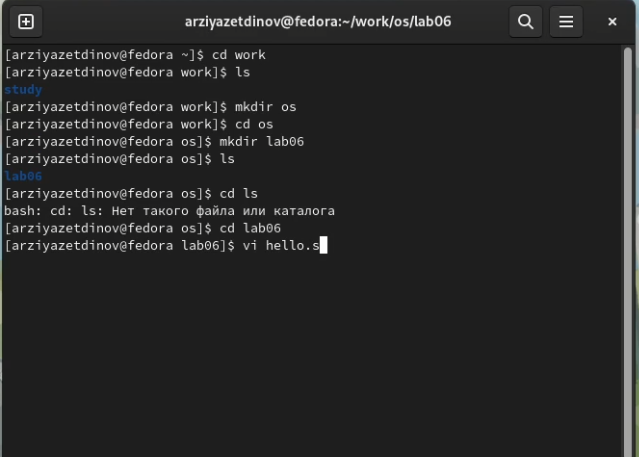 arziyazetdinov@fedora:~/work/os/lab06
[arziyazetdinov@fedora ~]$ cd work
[arziyazetdinov@fedora work]$ ls
study
[arziyazetdinov@fedora work]$ mkdir os
[arziyazetdinov@fedora work]$ cd os
[arziyazetdinov@fedora os]$ mkdir lab06
[arziyazetdinov@fedora os]$ ls
lab06
[arziyazetdinov@fedora os]$ cd ls
bash: cd: ls: Нет такого файла или каталога
[arziyazetdinov@fedora os]$ cd lab06
[arziyazetdinov@fedora lab06]$ vi hello.s